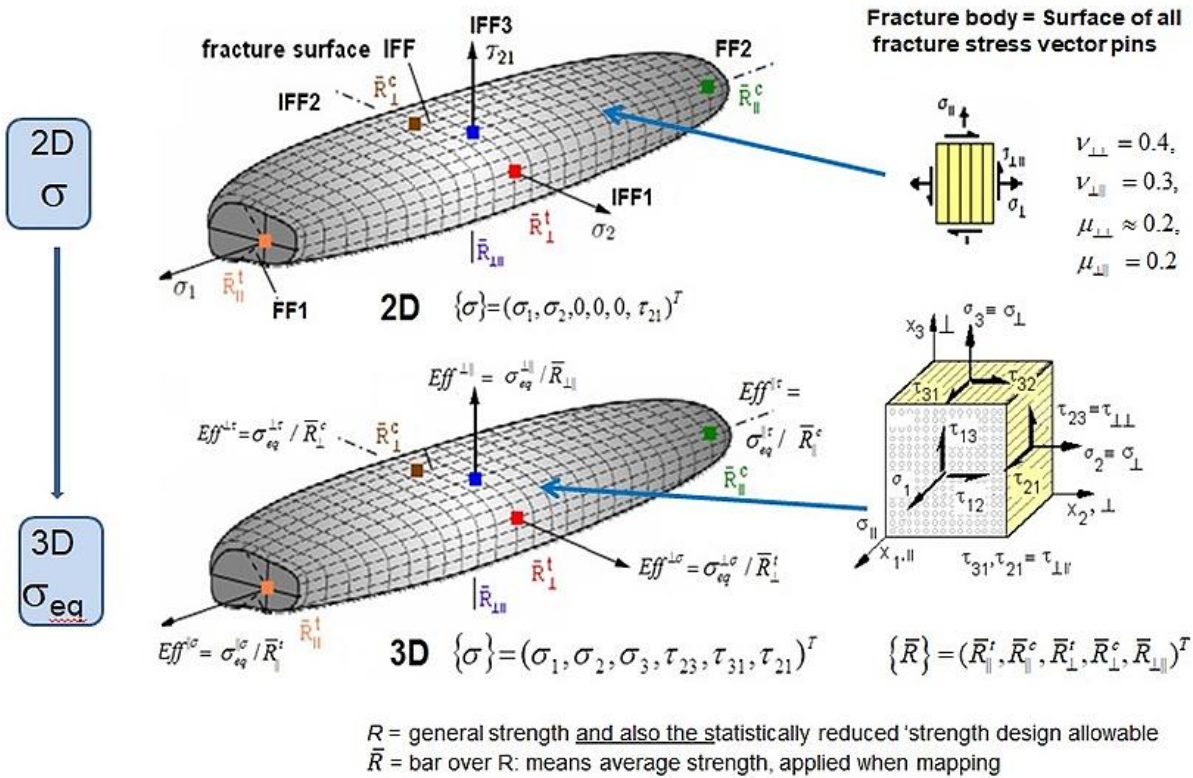 Fracture body = Surface of all
fracture stress vector pins
2D
σ
fracture surface IFF
IFF3
τ₂₁
FF2
R̄∥ᶜ
IFF2
R̄⊥ᶜ
IFF1
σ₂
R̄⊥ᵗ
R̄⊥∥
σ₁
R̄∥ᵗ
FF1
2D {σ}=(σ₁,σ₂,0,0,0, τ₂₁)ᵀ
σ∥
τ⊥∥
σ⊥
ν⊥⊥ = 0.4,
ν⊥∥ = 0.3,
μ⊥⊥ ≈ 0.2,
μ⊥∥ = 0.2
3D
σeq
Eff^⊥∥ = σeq^⊥∥ / R̄⊥∥
Eff^∥τ =
σeq^∥τ / R̄∥ᶜ
Eff^⊥τ = σeq^⊥τ / R̄⊥ᶜ
R̄⊥ᶜ
R̄∥ᶜ
Eff^⊥σ = σeq^⊥σ / R̄⊥ᵗ
R̄⊥ᵗ
R̄⊥∥
R̄∥ᵗ
Eff^∥σ = σeq^∥σ / R̄∥ᵗ
x₃ ⊥
σ₃ ≡ σ⊥
τ₃₁
τ₃₂
τ₂₃ ≡ τ⊥⊥
τ₁₃
σ₂ ≡ σ⊥
σ₁
τ₁₂
τ₂₁
x₂, ⊥
σ∥
x₁,∥
τ₃₁,τ₂₁ = τ⊥∥
3D {σ}=(σ₁,σ₂,σ₃,τ₂₃,τ₃₁,τ₂₁)ᵀ
{R̄} = (R̄∥ᵗ, R̄∥ᶜ, R̄⊥ᵗ, R̄⊥ᶜ, R̄⊥∥)ᵀ
R = general strength and also the statistically reduced 'strength design allowable
R̄ = bar over R: means average strength, applied when mapping